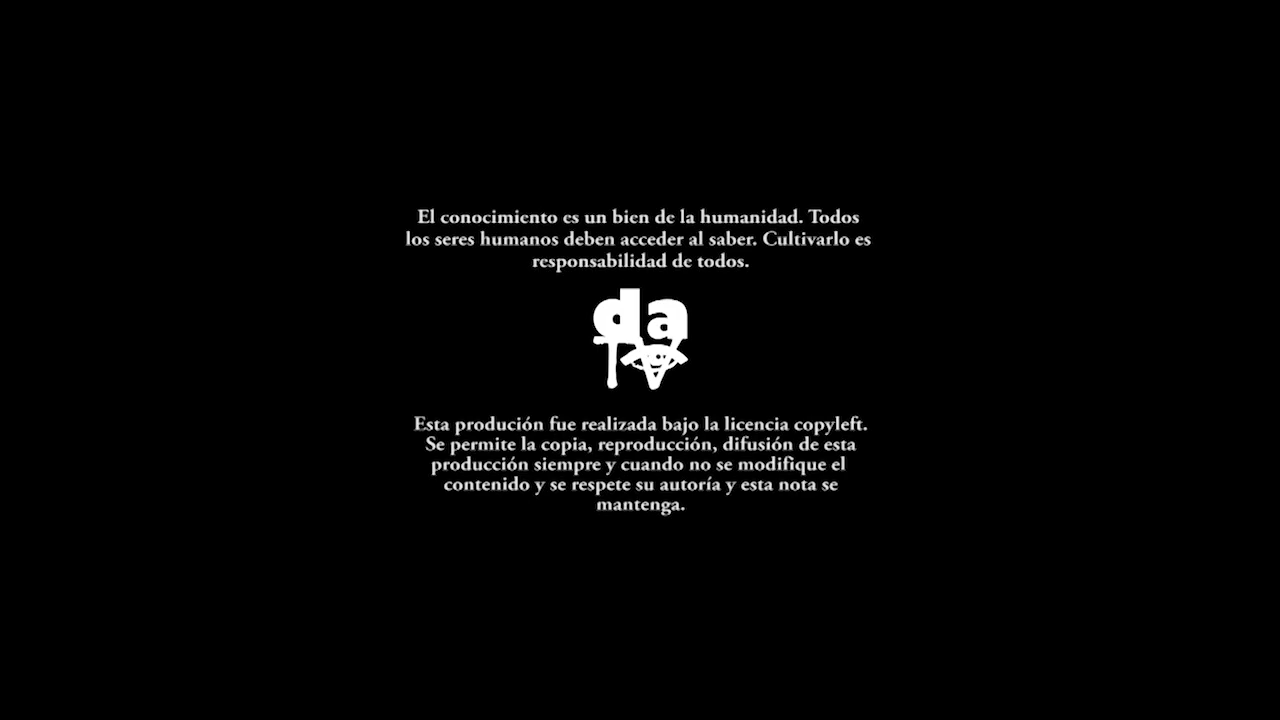 El conocimiento es un bien de la humanidad. Todos
los seres humanos deben acceder al saber. Cultivarlo es
responsabilidad de todos.
da
TV
Esta produción fue realizada bajo la licencia copyleft.
Se permite la copia, reproducción, difusión de esta
producción siempre y cuando no se modifique el
contenido y se respete su autoría y esta nota se
mantenga.